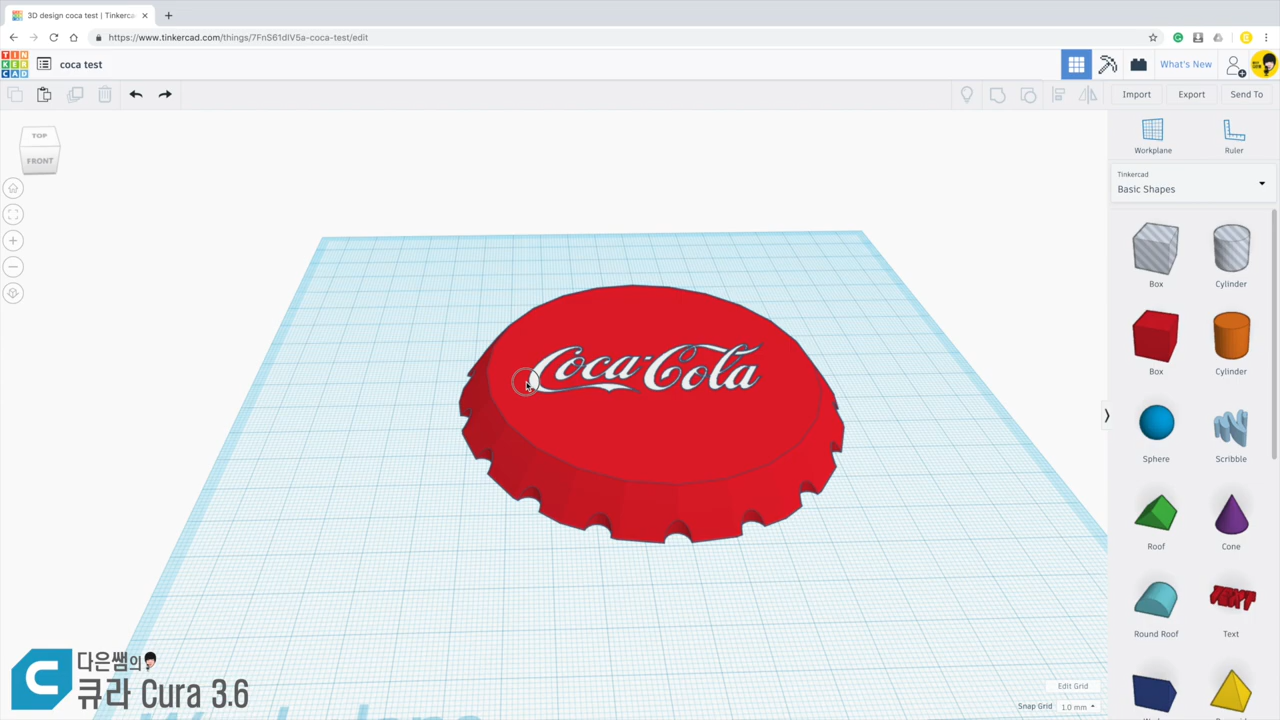 3D design coca test | Tinkerca
https://www.tinkercad.com/things/7FnS61dIV5a-coca-test/edit
TIN
KER
CAD
coca test
What's New
Import
Export
Send To
TOP
FRONT
Workplane
Ruler
Tinkercad
Basic Shapes
Box
Cylinder
Box
Cylinder
Coca-Cola
Sphere
Scribble
Roof
Cone
TEXT
Round Roof
Text
다은쌤의
큐라 Cura 3.6
Edit Grid
Snap Grid
1.0 mm